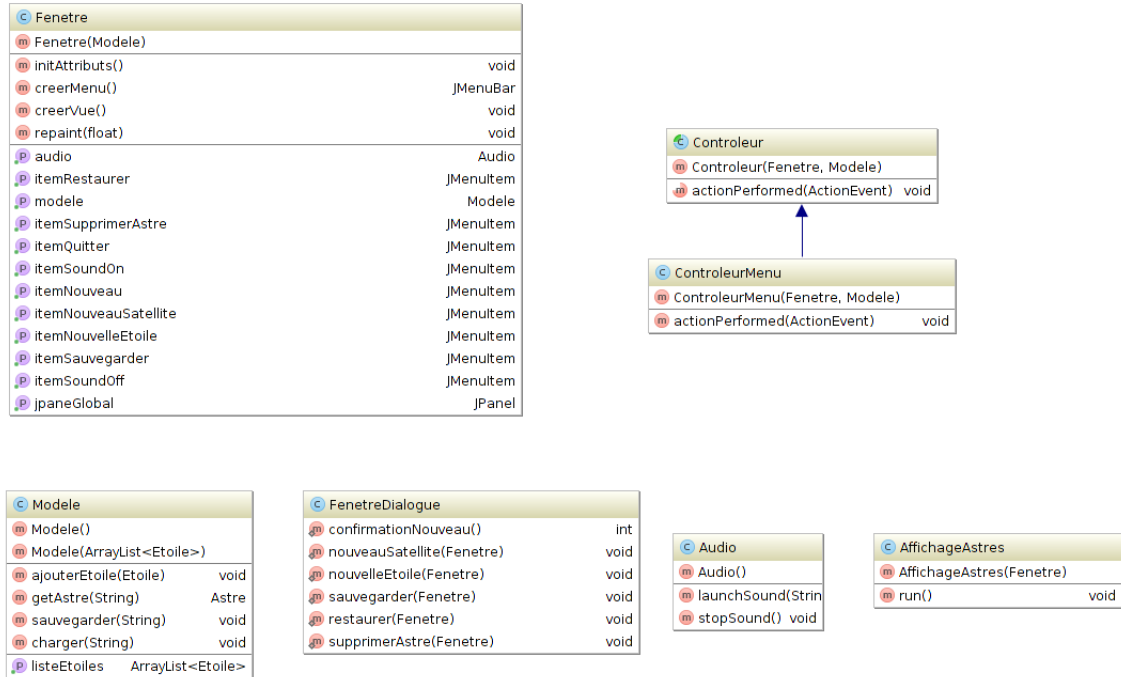 Fenetre
Fenetre(Modele)
initAttributs() void
creerMenu() JMenuBar
creerVue() void
repaint(float) void
audio Audio
itemRestaurer JMenuItem
modele Modele
itemSupprimerAstre JMenuItem
itemQuitter JMenuItem
itemSoundOn JMenuItem
itemNouveau JMenuItem
itemNouveauSatellite JMenuItem
itemNouvelleEtoile JMenuItem
itemSauvegarder JMenuItem
itemSoundOff JMenuItem
jpaneGlobal JPanel
Controleur
Controleur(Fenetre, Modele)
actionPerformed(ActionEvent) void
ControleurMenu
ControleurMenu(Fenetre, Modele)
actionPerformed(ActionEvent) void
Modele
Modele()
Modele(ArrayList<Etoile>)
ajouterEtoile(Etoile) void
getAstre(String) Astre
sauvegarder(String) void
charger(String) void
listeEtoiles ArrayList<Etoile>
FenetreDialogue
confirmationNouveau() int
nouveauSatellite(Fenetre) void
nouvelleEtoile(Fenetre) void
sauvegarder(Fenetre) void
restaurer(Fenetre) void
supprimerAstre(Fenetre) void
Audio
Audio()
launchSound(Strin
stopSound() void
AffichageAstres
AffichageAstres(Fenetre)
run() void